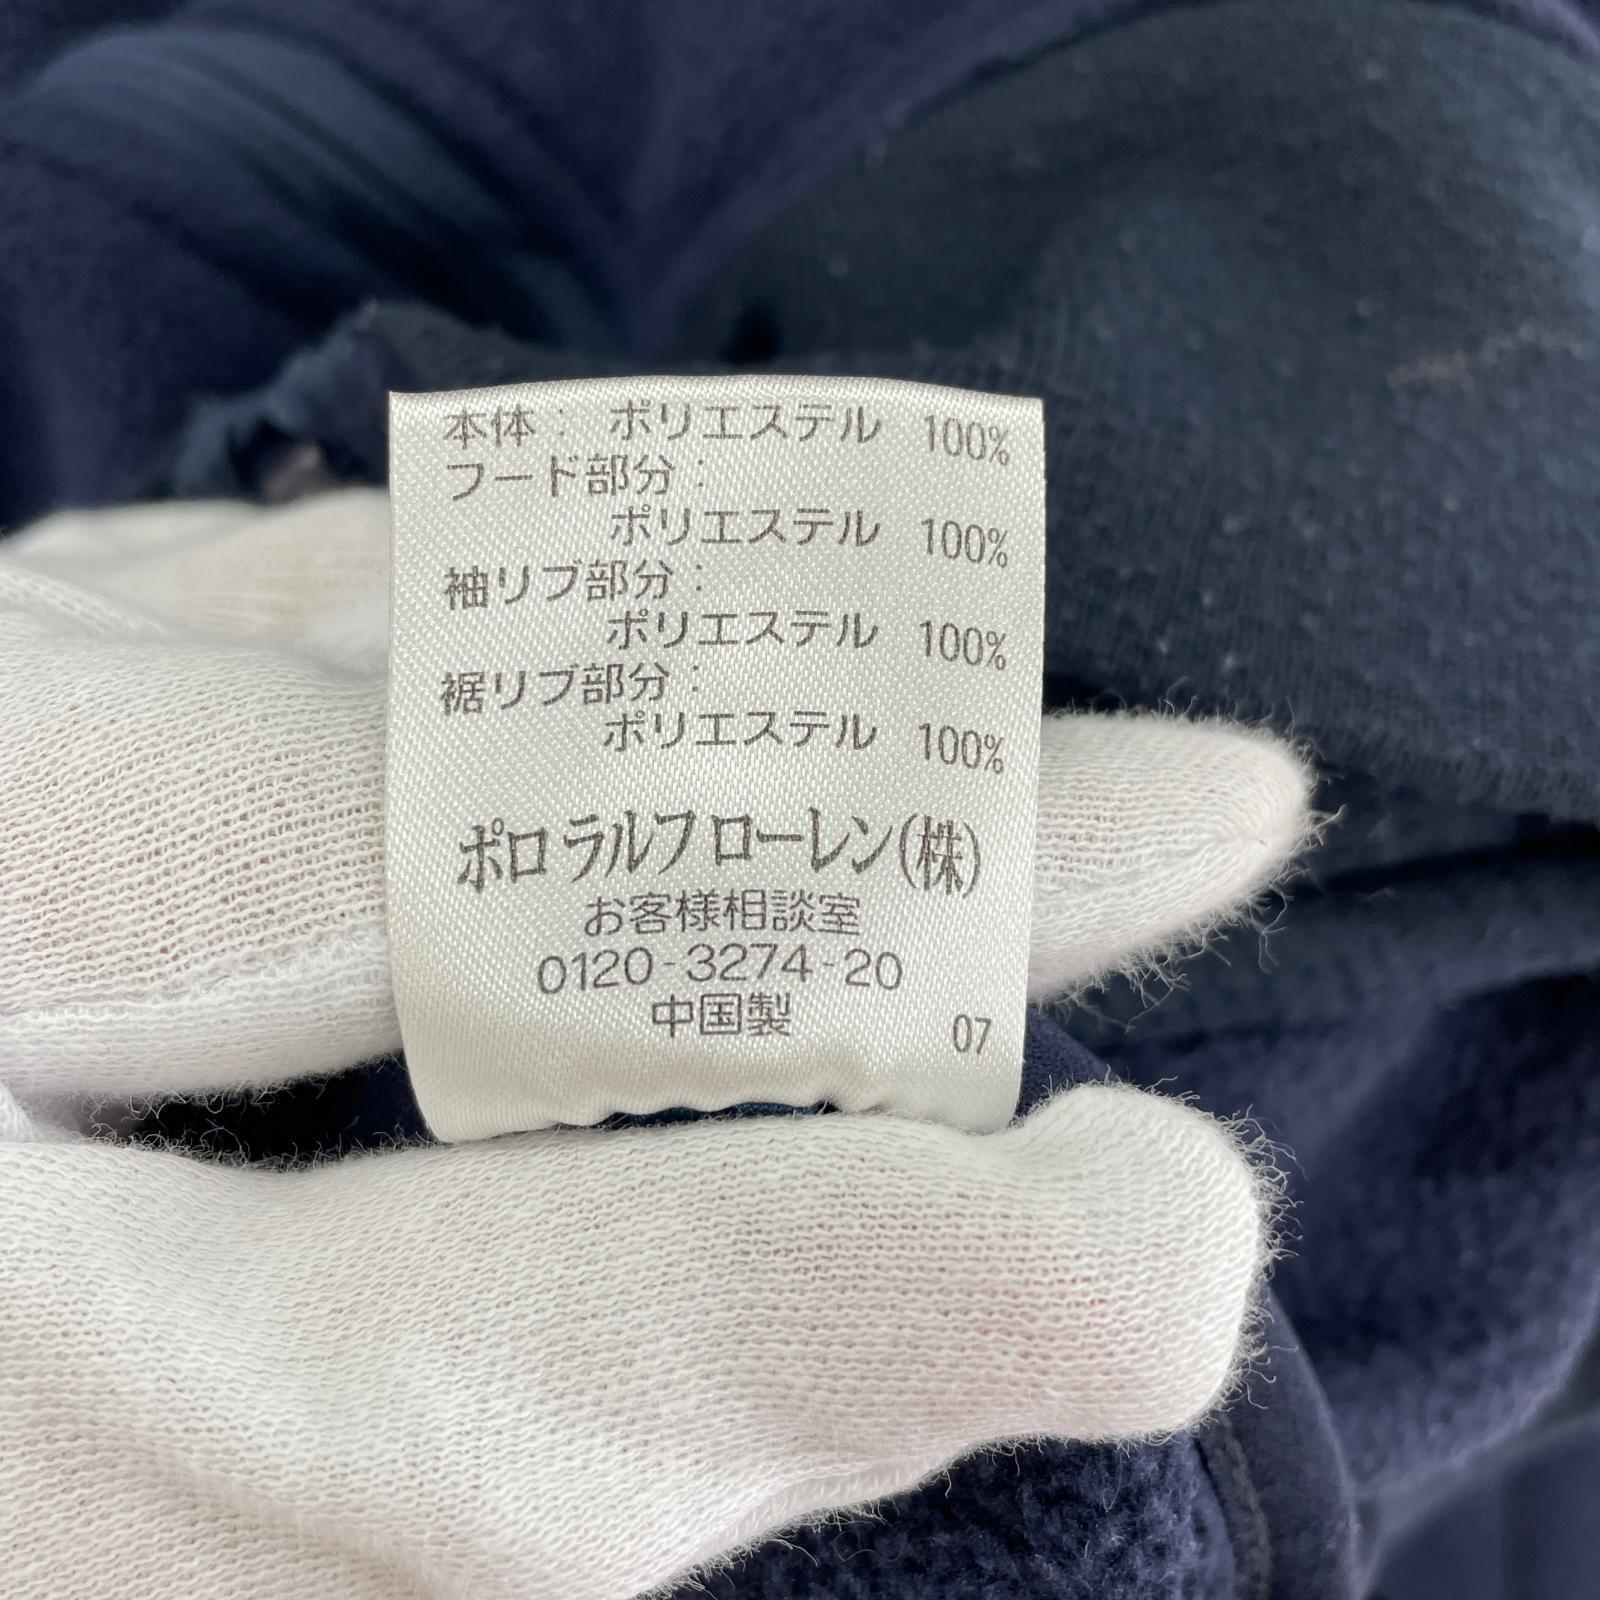 本体： ポリエステル 100%
フード部分：
ポリエステル 100%
袖リブ部分：
ポリエステル 100%
裾リブ部分：
ポリエステル 100%
ポロ ラルフ ローレン(株)
お客様相談室
0120-3274-20
中国製
07